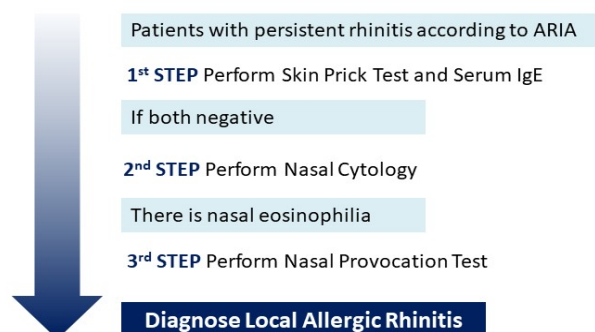 Patients with persistent rhinitis according to ARIA
1st STEP Perform Skin Prick Test and Serum IgE
If both negative
2nd STEP Perform Nasal Cytology
There is nasal eosinophilia
3rd STEP Perform Nasal Provocation Test
Diagnose Local Allergic Rhinitis